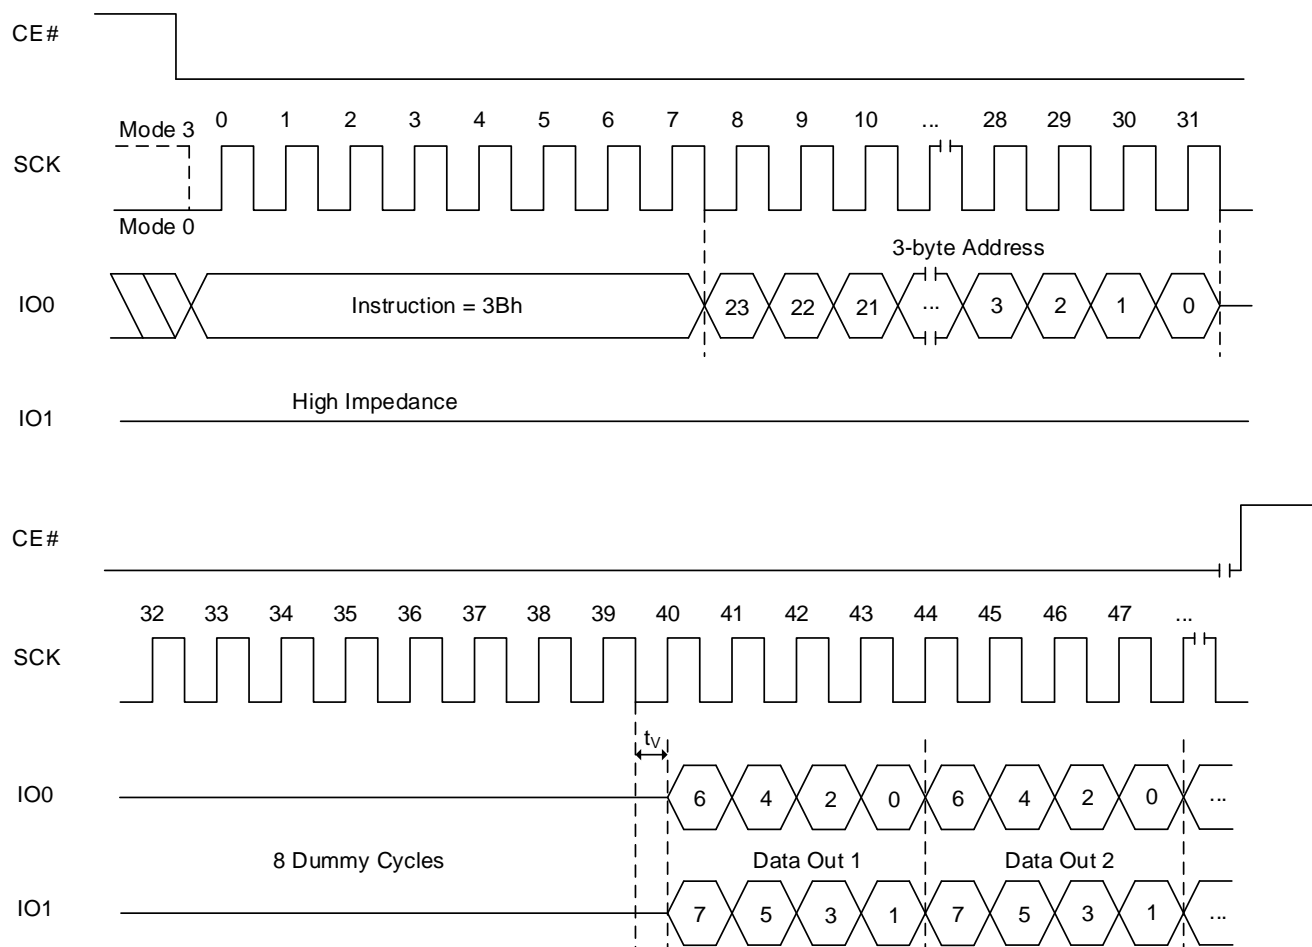 CE#
Mode 3 0 1 2 3 4 5 6 7 8 9 10 ... 28 29 30 31
SCK
Mode 0
3-byte Address
IO0 Instruction = 3Bh 23 22 21 ... 3 2 1 0
High Impedance
IO1
CE#
32 33 34 35 36 37 38 39 40 41 42 43 44 45 46 47 ...
SCK
tV
IO0 6 4 2 0 6 4 2 0 ...
8 Dummy Cycles Data Out 1 Data Out 2
IO1 7 5 3 1 7 5 3 1 ...